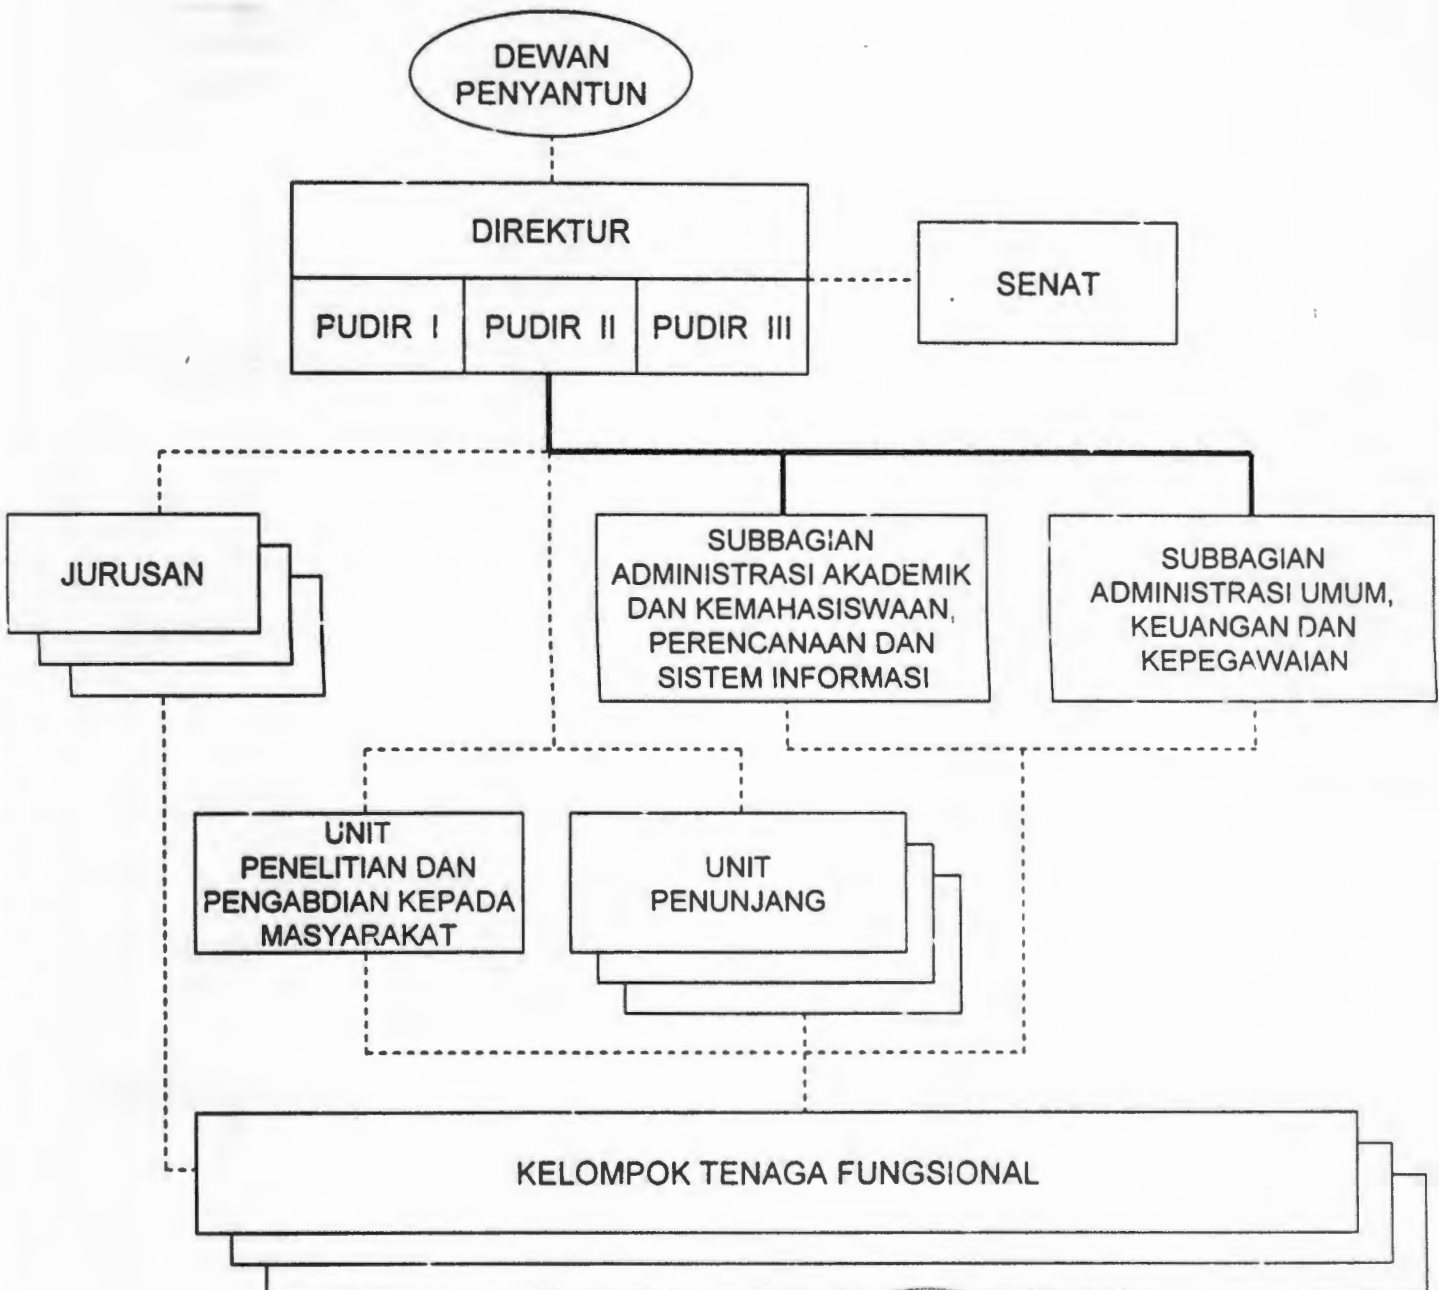 DEWAN
PENYANTUN
DIREKTUR
PUDIR I
PUDIR II
PUDIR III
SENAT
JURUSAN
SUBBAGIAN
ADMINISTRASI AKADEMIK
DAN KEMAHASISWAAN,
PERENCANAAN DAN
SISTEM INFORMASI
SUBBAGIAN
ADMINISTRASI UMUM,
KEUANGAN DAN
KEPEGAWAIAN
UNIT
PENELITIAN DAN
PENGABDIAN KEPADA
MASYARAKAT
UNIT
PENUNJANG
KELOMPOK TENAGA FUNGSIONAL